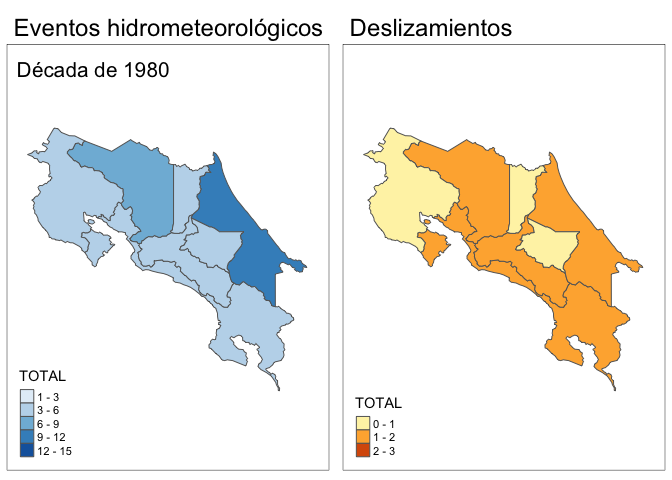 Eventos hidrometeorológicos
Década de 1980
TOTAL
1 - 3
3 - 6
6 - 9
9 - 12
12 - 15
Deslizamientos
TOTAL
0 - 1
1 - 2
2 - 3